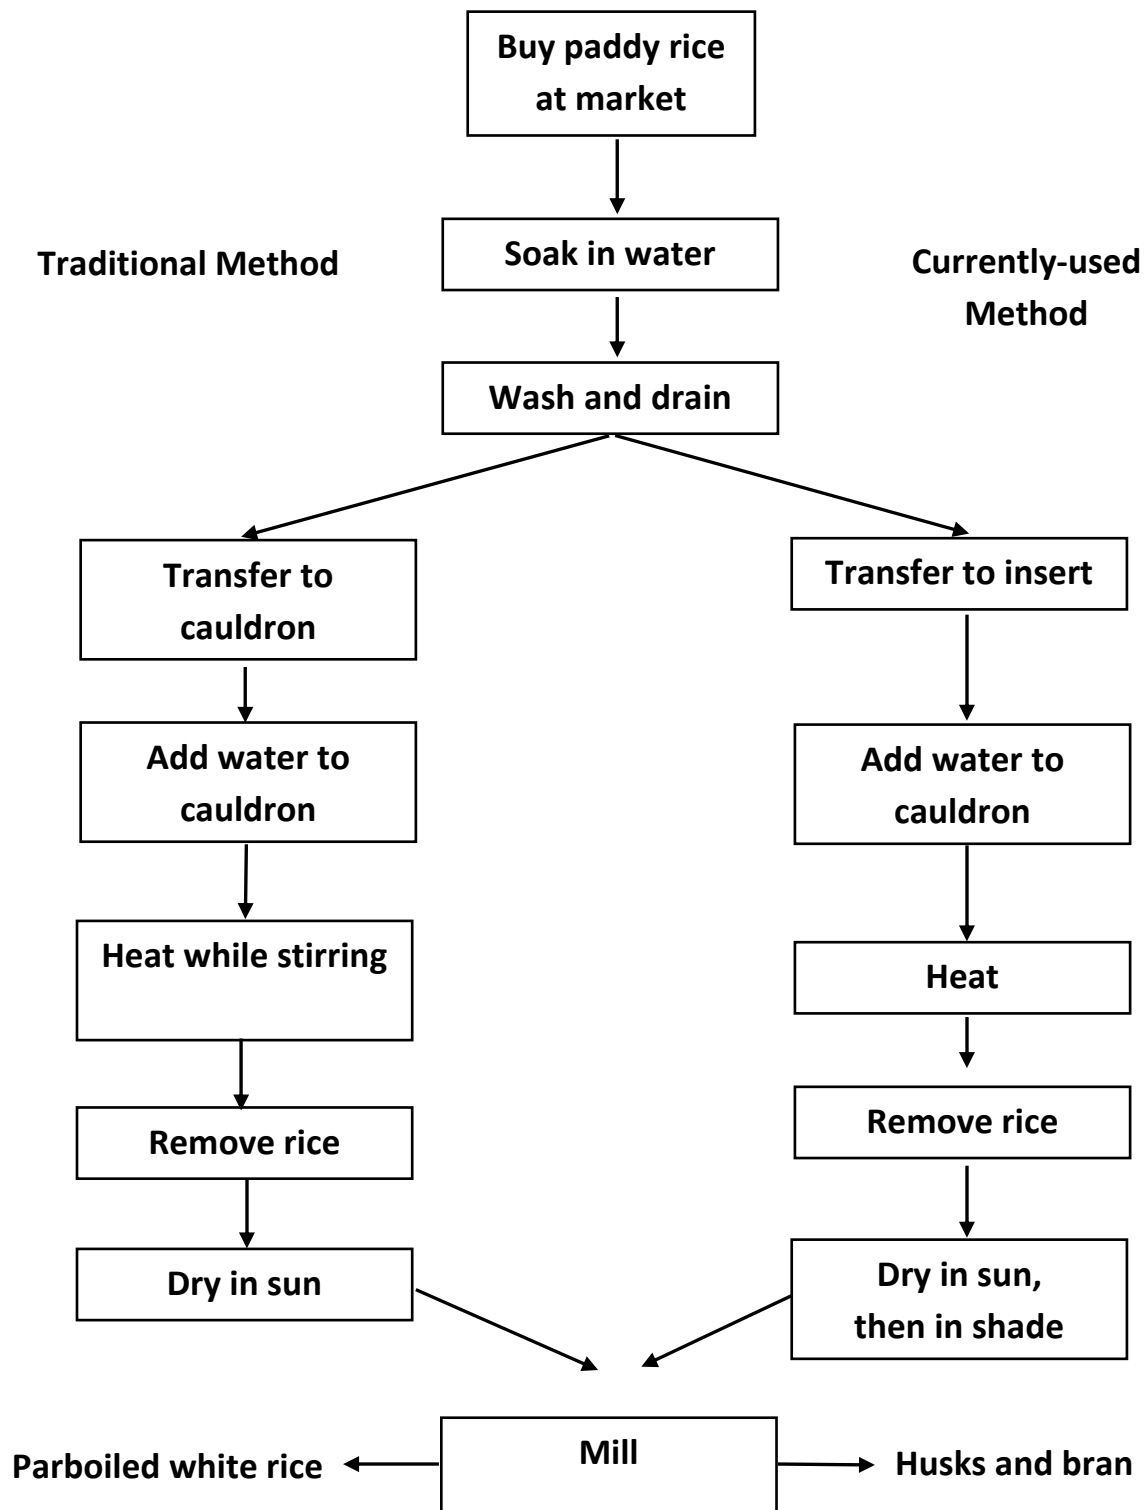 Buy paddy rice
at market
Soak in water
Traditional Method
Currently-used
Method
Wash and drain
Transfer to
cauldron
Transfer to insert
Add water to
cauldron
Add water to
cauldron
Heat while stirring
Heat
Remove rice
Remove rice
Dry in sun
Dry in sun,
then in shade
Mill
Parboiled white rice
Husks and bran